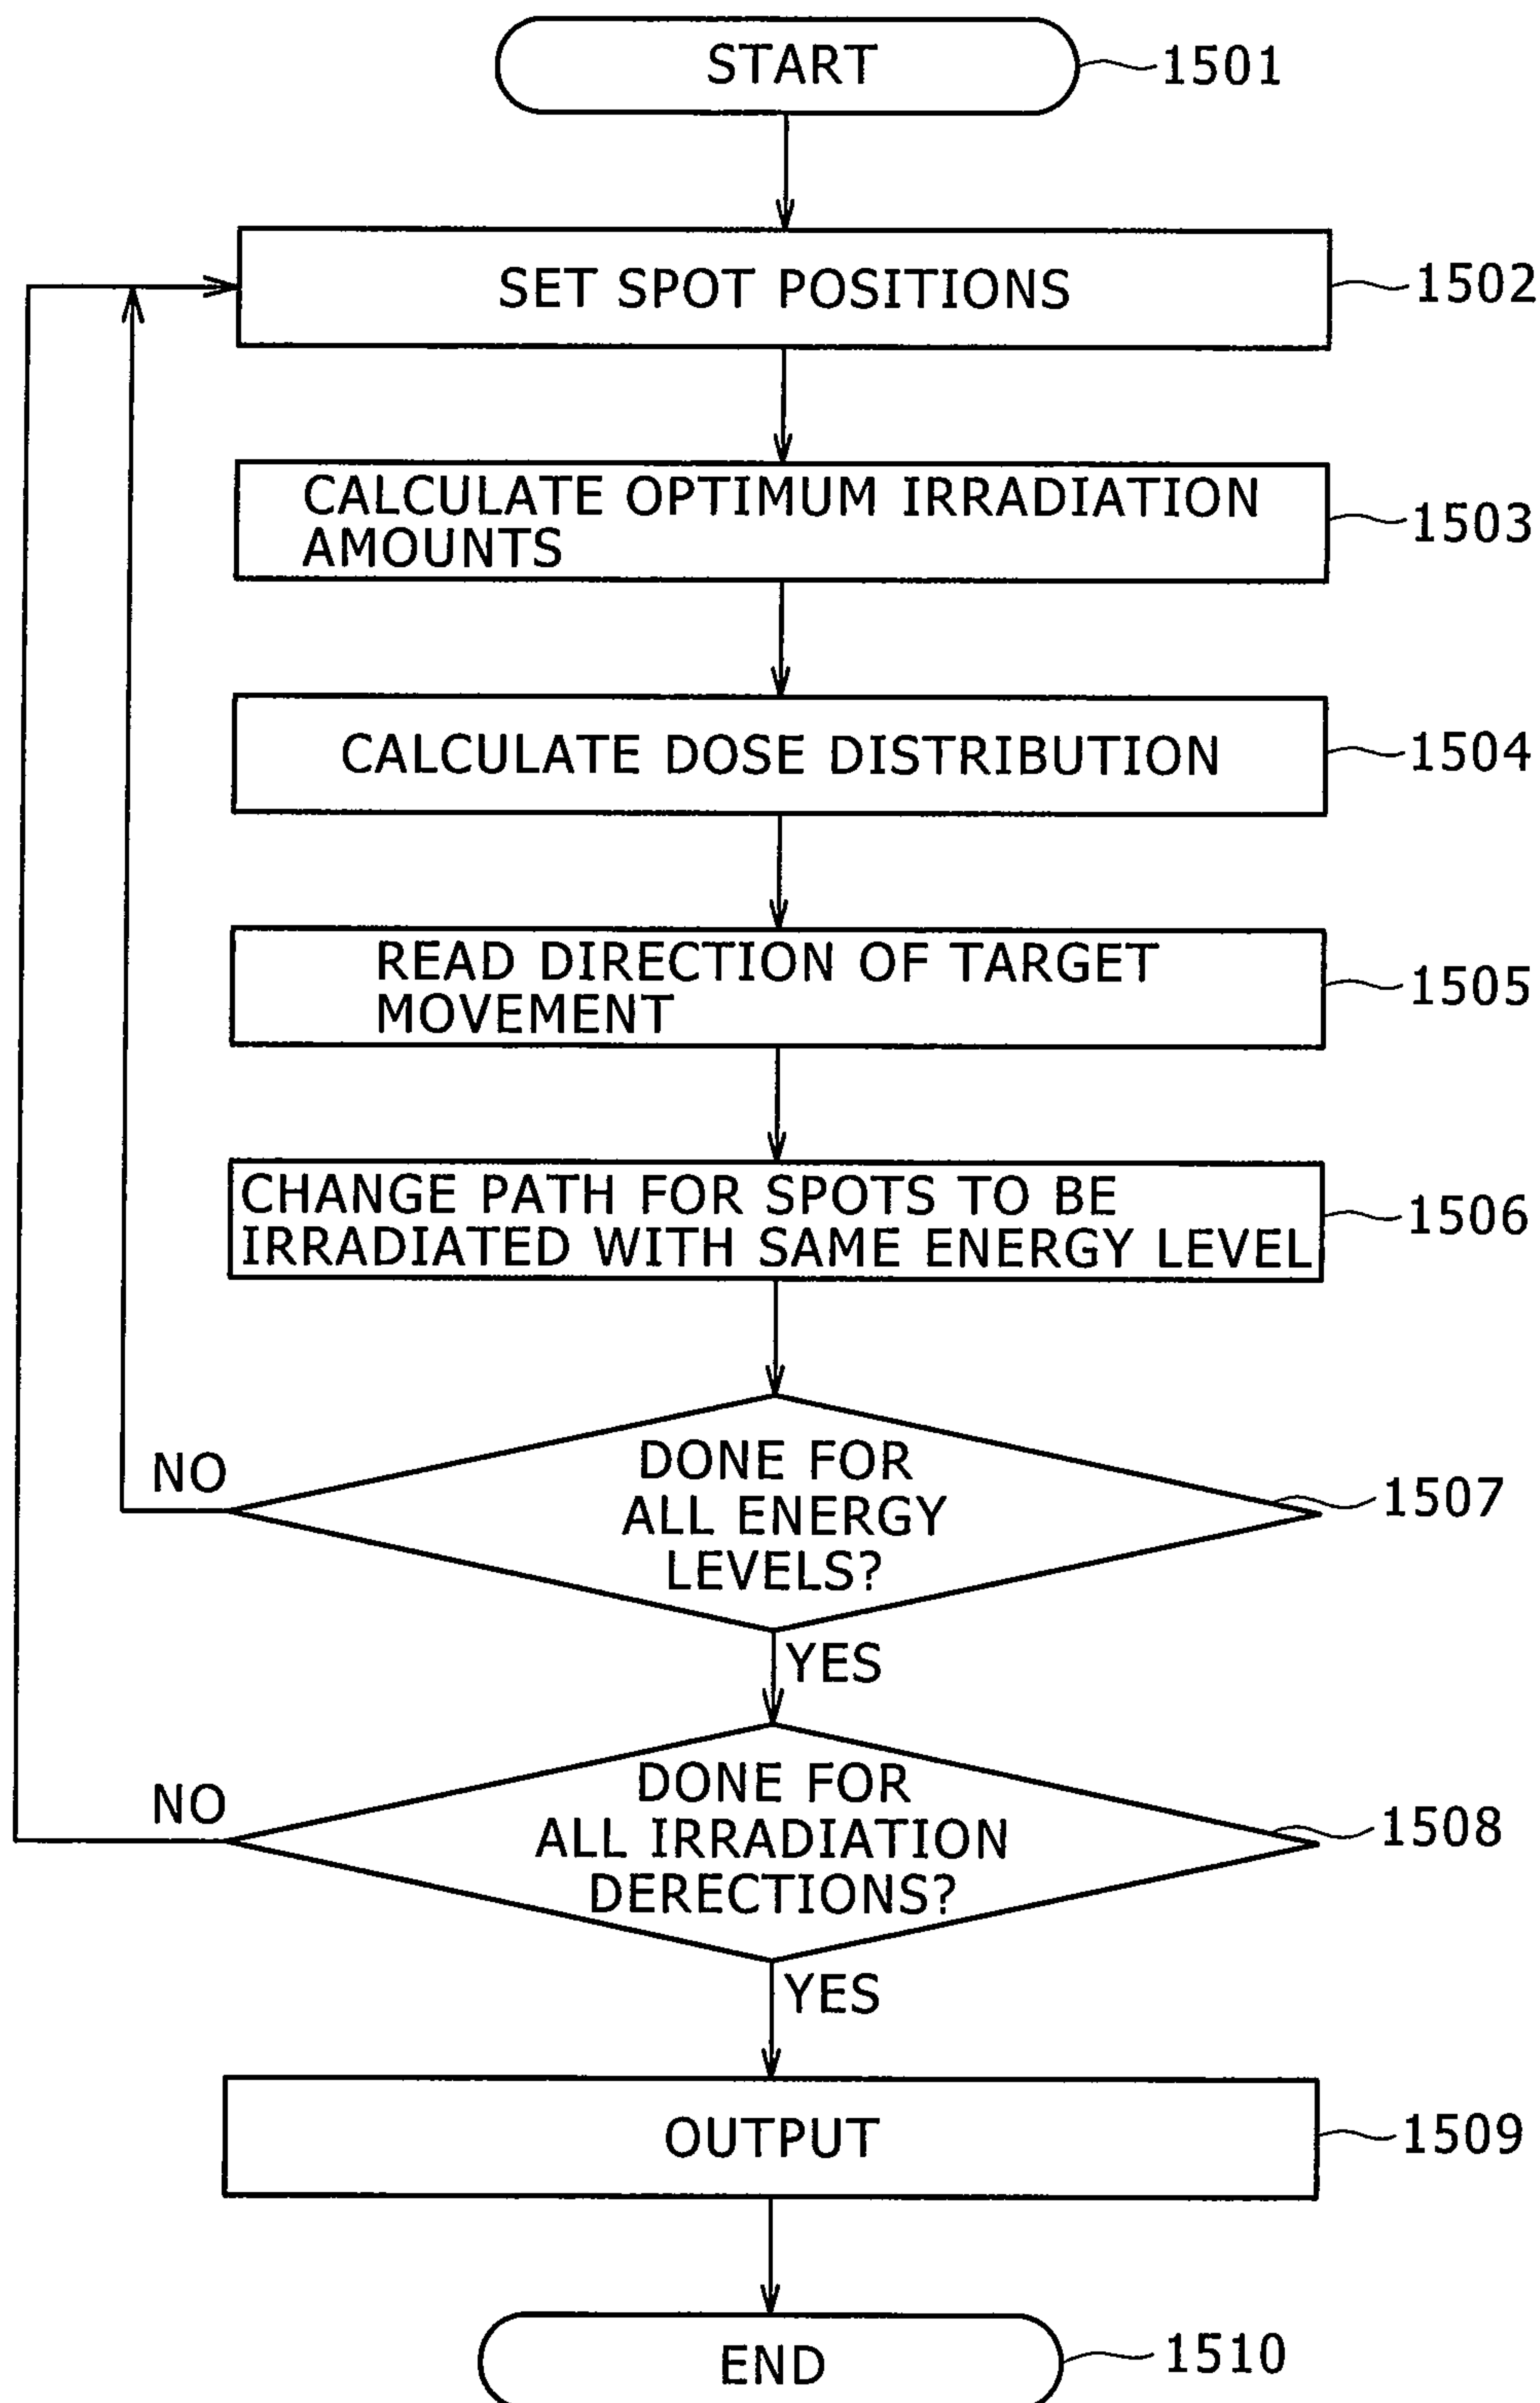 START
1501
SET SPOT POSITIONS
1502
CALCULATE OPTIMUM IRRADIATION
AMOUNTS
1503
CALCULATE DOSE DISTRIBUTION
1504
READ DIRECTION OF TARGET
MOVEMENT
1505
CHANGE PATH FOR SPOTS TO BE
IRRADIATED WITH SAME ENERGY LEVEL
1506
DONE FOR
ALL ENERGY
LEVELS?
1507
NO
YES
DONE FOR
ALL IRRADIATION
DERECTIONS?
1508
NO
YES
OUTPUT
1509
END
1510